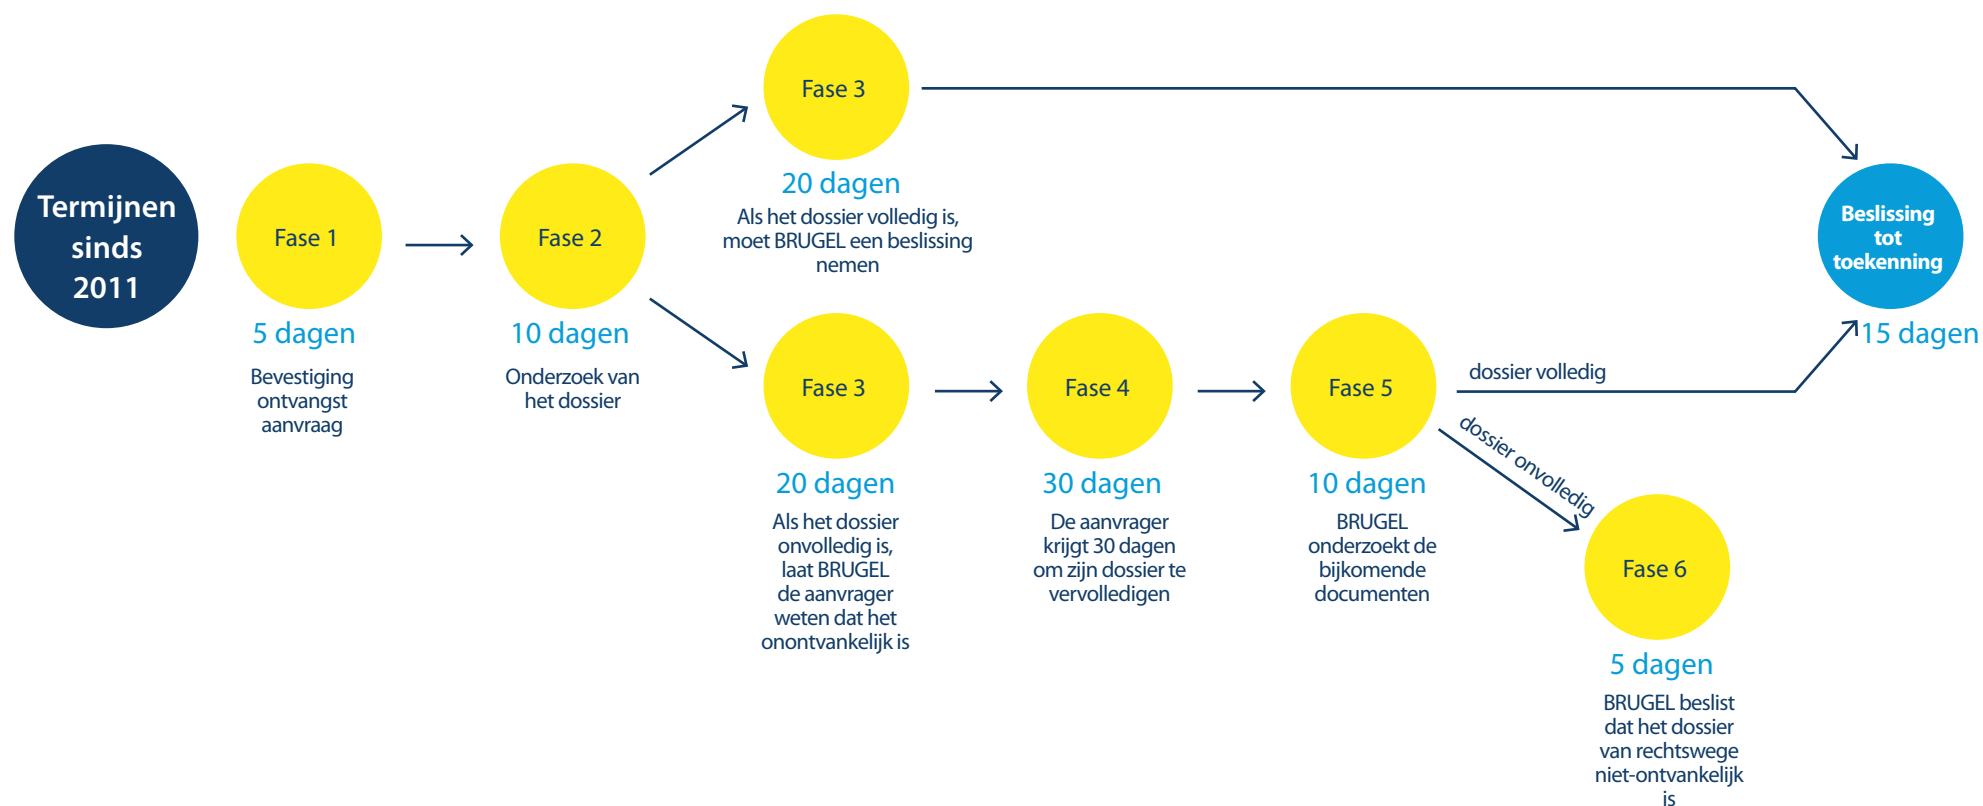 Termijnen
sinds
2011
Fase 1
5 dagen
Bevestiging
ontvangst
aanvraag
Fase 2
10 dagen
Onderzoek van
het dossier
Fase 3
20 dagen
Als het dossier volledig is,
moet BRUGEL een beslissing
nemen
Fase 3
20 dagen
Als het dossier
onvolledig is,
laat BRUGEL
de aanvrager
weten dat het
onontvankelijk is
Fase 4
30 dagen
De aanvrager
krijgt 30 dagen
om zijn dossier te
vervolledigen
Fase 5
10 dagen
BRUGEL
onderzoekt de
bijkomende
documenten
dossier volledig
dossier onvolledig
Fase 6
5 dagen
BRUGEL beslist
dat het dossier
van rechtswege
niet-ontvankelijk
is
Beslissing
tot
toekenning
15 dagen